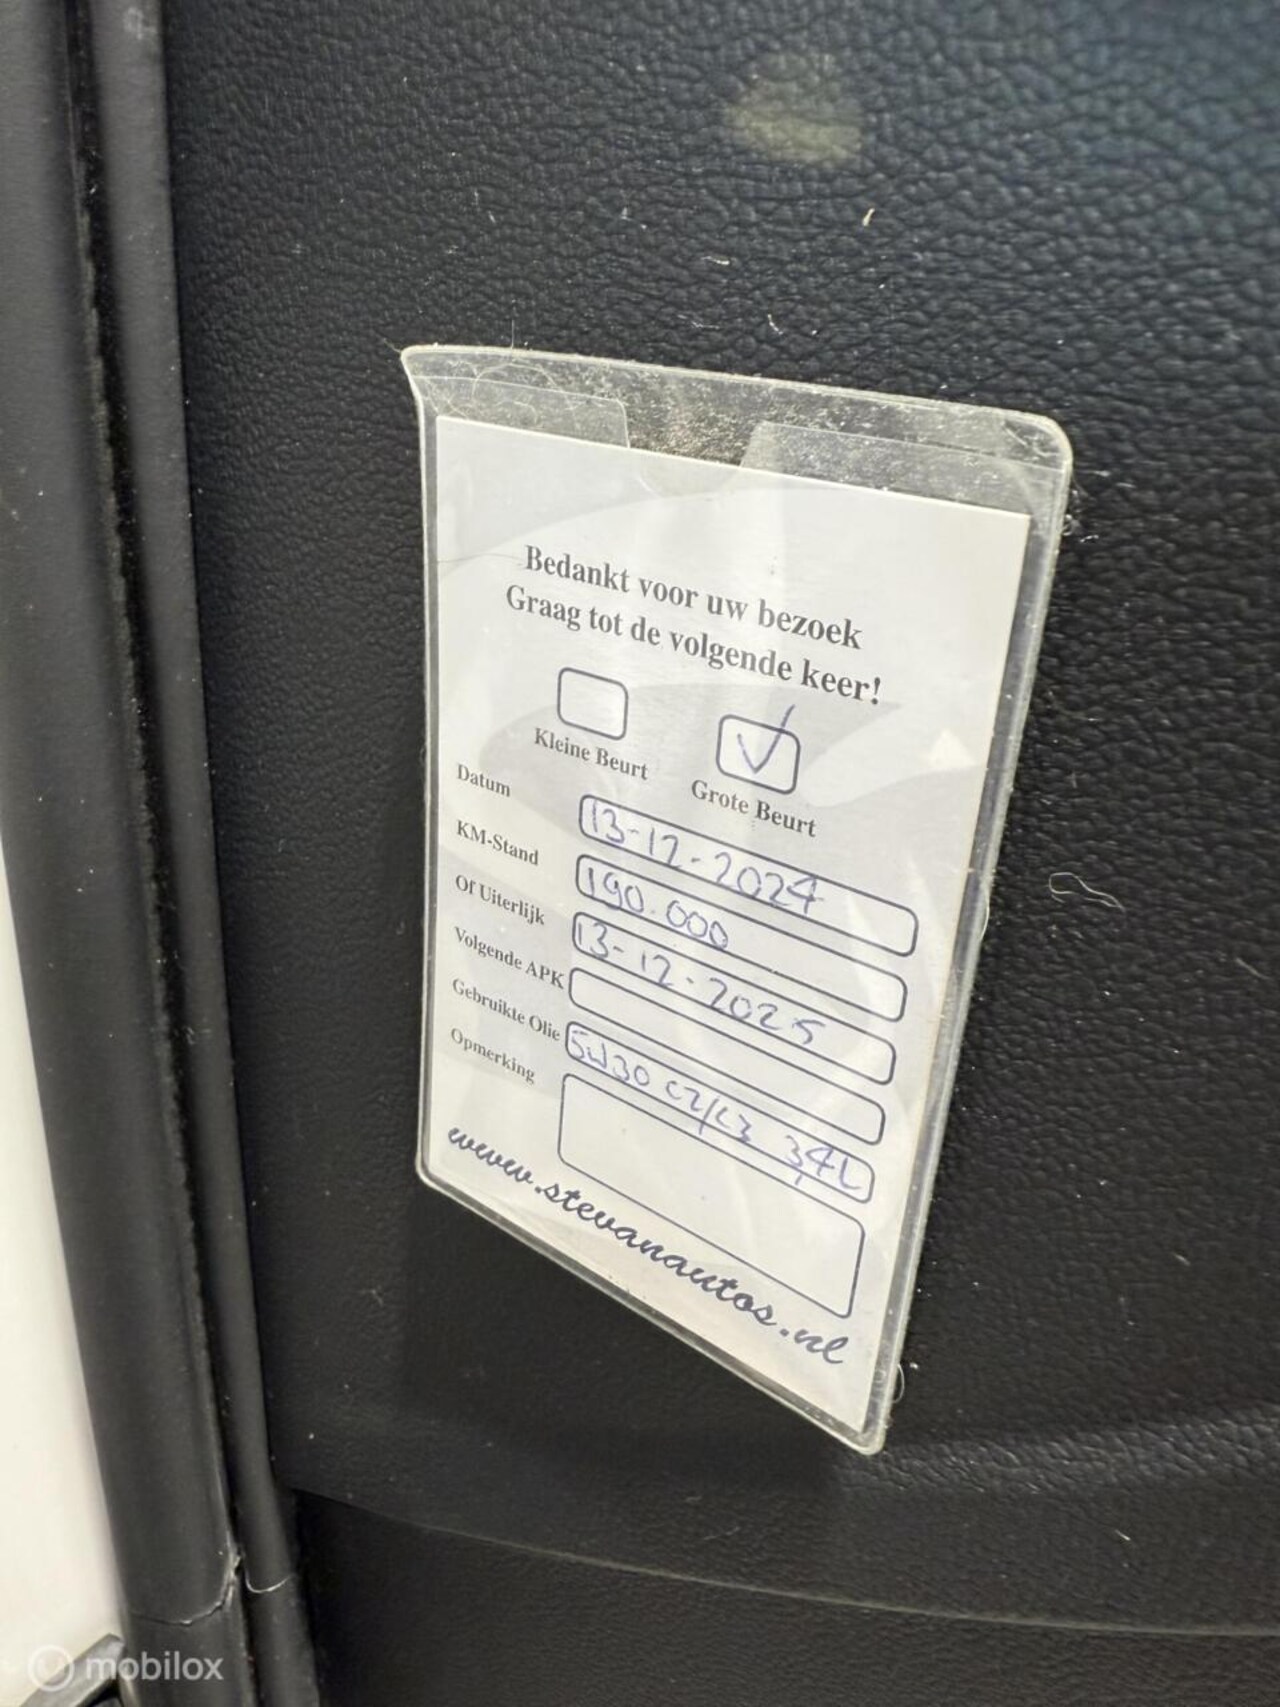 Bedankt voor uw bezoek
Graag tot de volgende keer!
Kleine Beurt
Grote Beurt
Datum 13-12-2024
KM-Stand 190.000
Of Uiterlijk 13-12-2025
Volgende APK
Gebruikte Olie 5W30 C2/C3 3,4L
Opmerking
www.stevanautos.nl
mobilox